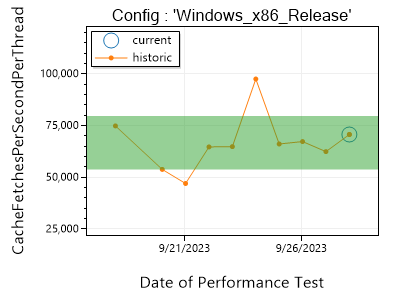 Config : 'Windows_x86_Release'
current
historic
CacheFetchesPerSecondPerThread
100,000
75,000
50,000
25,000
9/21/2023
9/26/2023
Date of Performance Test